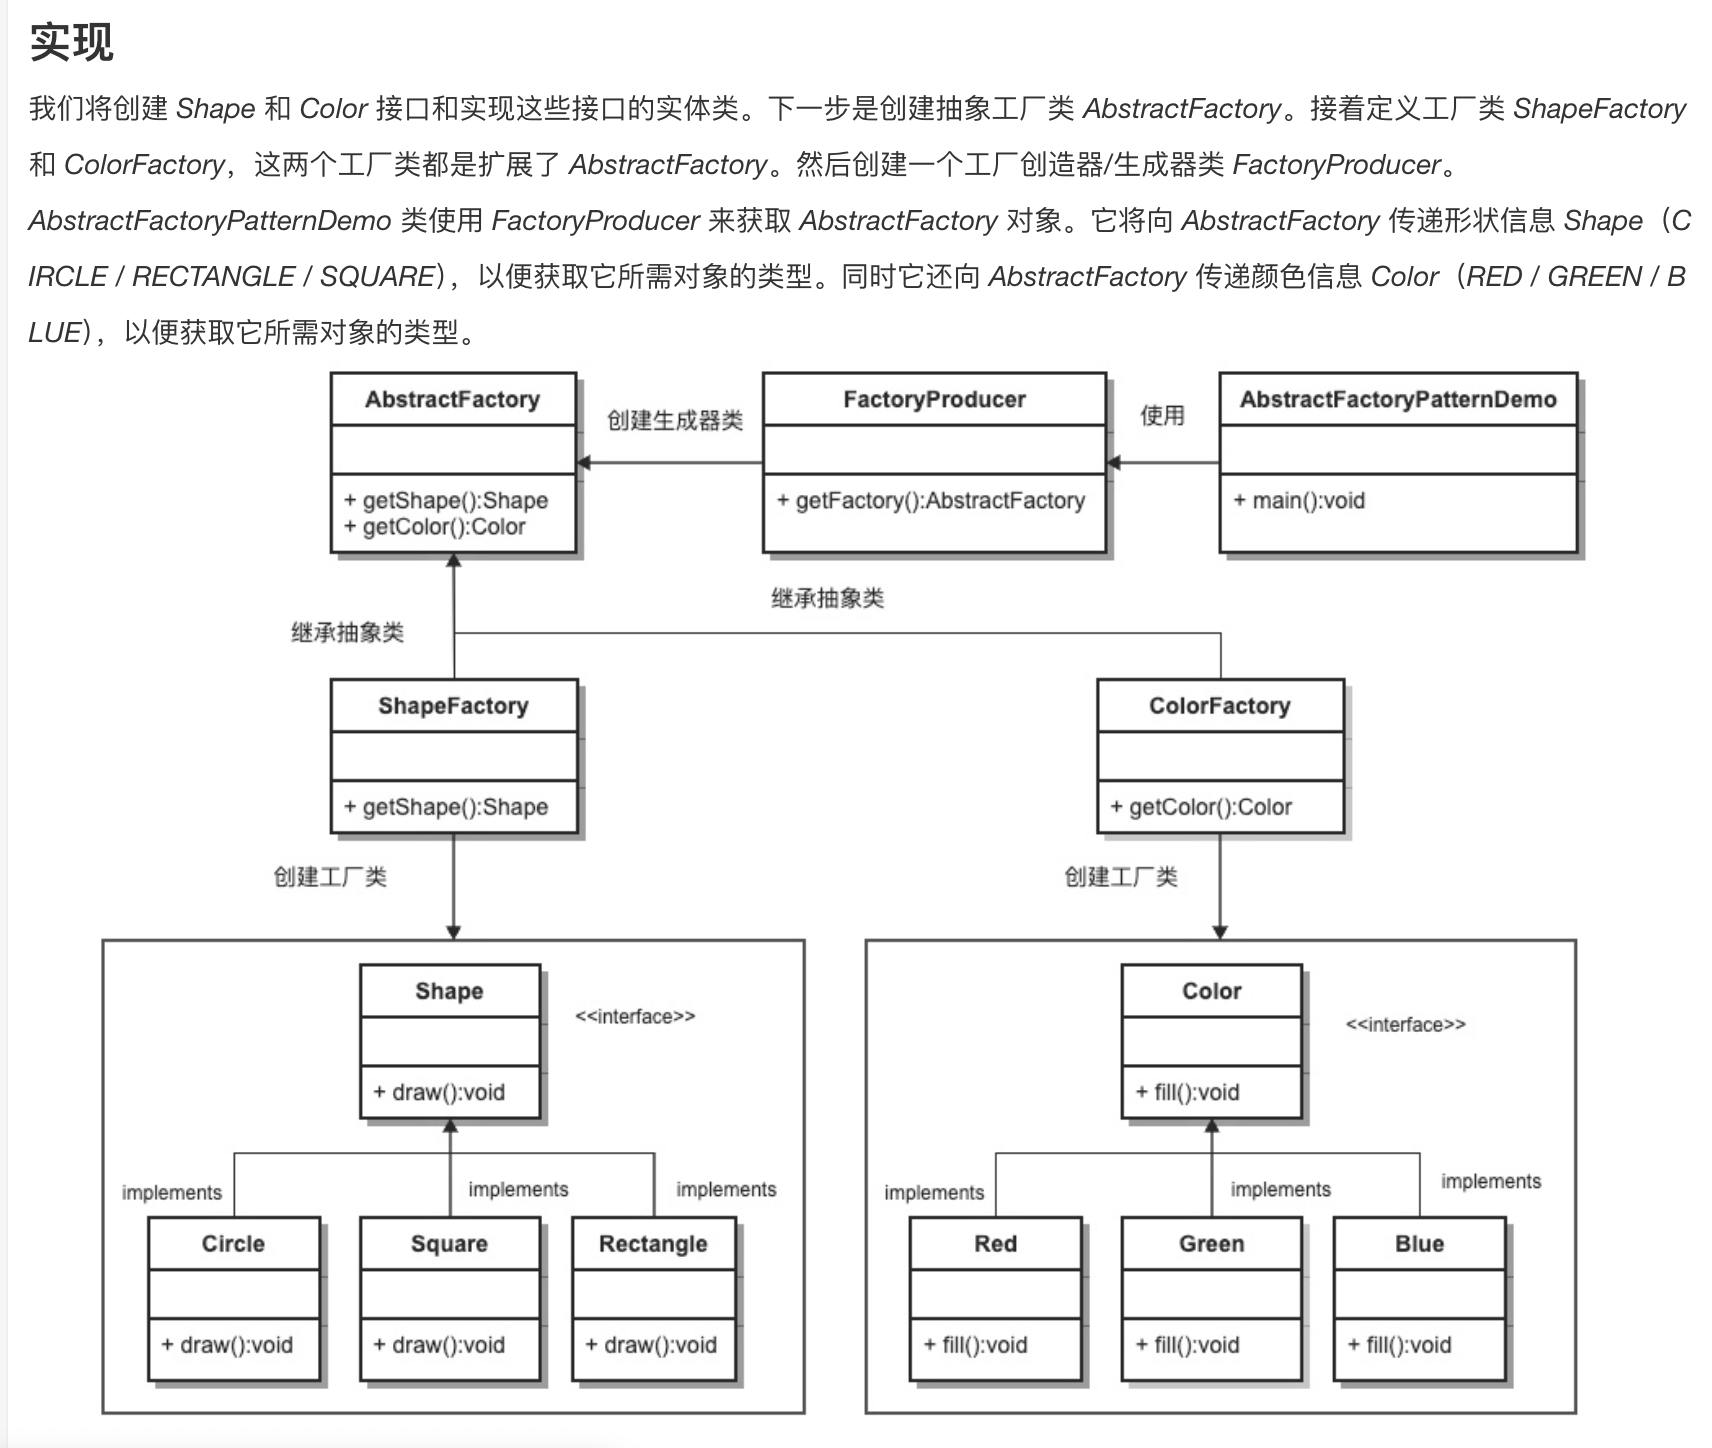 实现
我们将创建 Shape 和 Color 接口和实现这些接口的实体类。下一步是创建抽象工厂类 AbstractFactory。接着定义工厂类 ShapeFactory
和 ColorFactory，这两个工厂类都是扩展了 AbstractFactory。然后创建一个工厂创造器/生成器类 FactoryProducer。
AbstractFactoryPatternDemo 类使用 FactoryProducer 来获取 AbstractFactory 对象。它将向 AbstractFactory 传递形状信息 Shape（C
IRCLE / RECTANGLE / SQUARE），以便获取它所需对象的类型。同时它还向 AbstractFactory 传递颜色信息 Color（RED / GREEN / B
LUE），以便获取它所需对象的类型。
AbstractFactory
+ getShape():Shape
+ getColor():Color
创建生成器类
FactoryProducer
+ getFactory():AbstractFactory
使用
AbstractFactoryPatternDemo
+ main():void
继承抽象类
继承抽象类
ShapeFactory
+ getShape():Shape
ColorFactory
+ getColor():Color
创建工厂类
创建工厂类
Shape
+ draw():void
<<interface>>
implements
implements
implements
Circle
+ draw():void
Square
+ draw():void
Rectangle
+ draw():void
Color
+ fill():void
<<interface>>
implements
implements
implements
Red
+ fill():void
Green
+ fill():void
Blue
+ fill():void